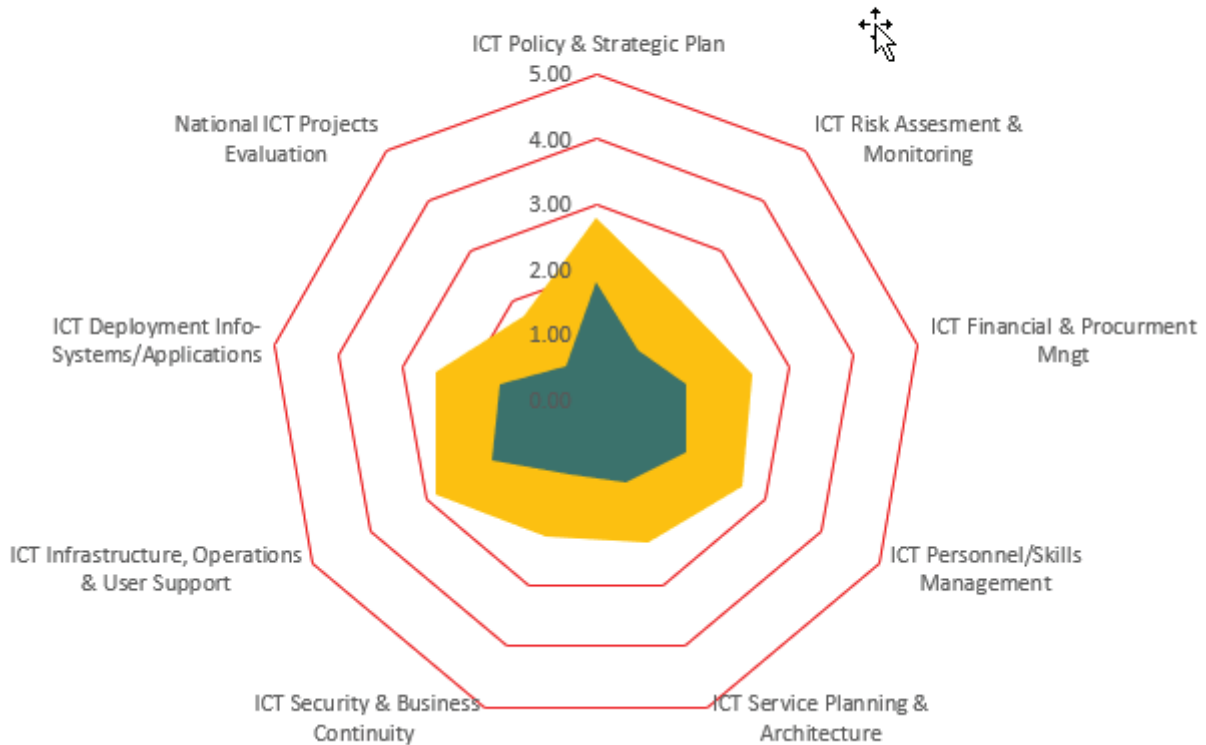 ICT Policy & Strategic Plan
5.00
National ICT Projects
Evaluation
ICT Risk Assesment &
Monitoring
4.00
3.00
2.00
ICT Deployment Info-
Systems/Applications
1.00
ICT Financial & Procurment
Mngt
0.00
ICT Infrastructure, Operations
& User Support
ICT Personnel/Skills
Management
ICT Security & Business
Continuity
ICT Service Planning &
Architecture